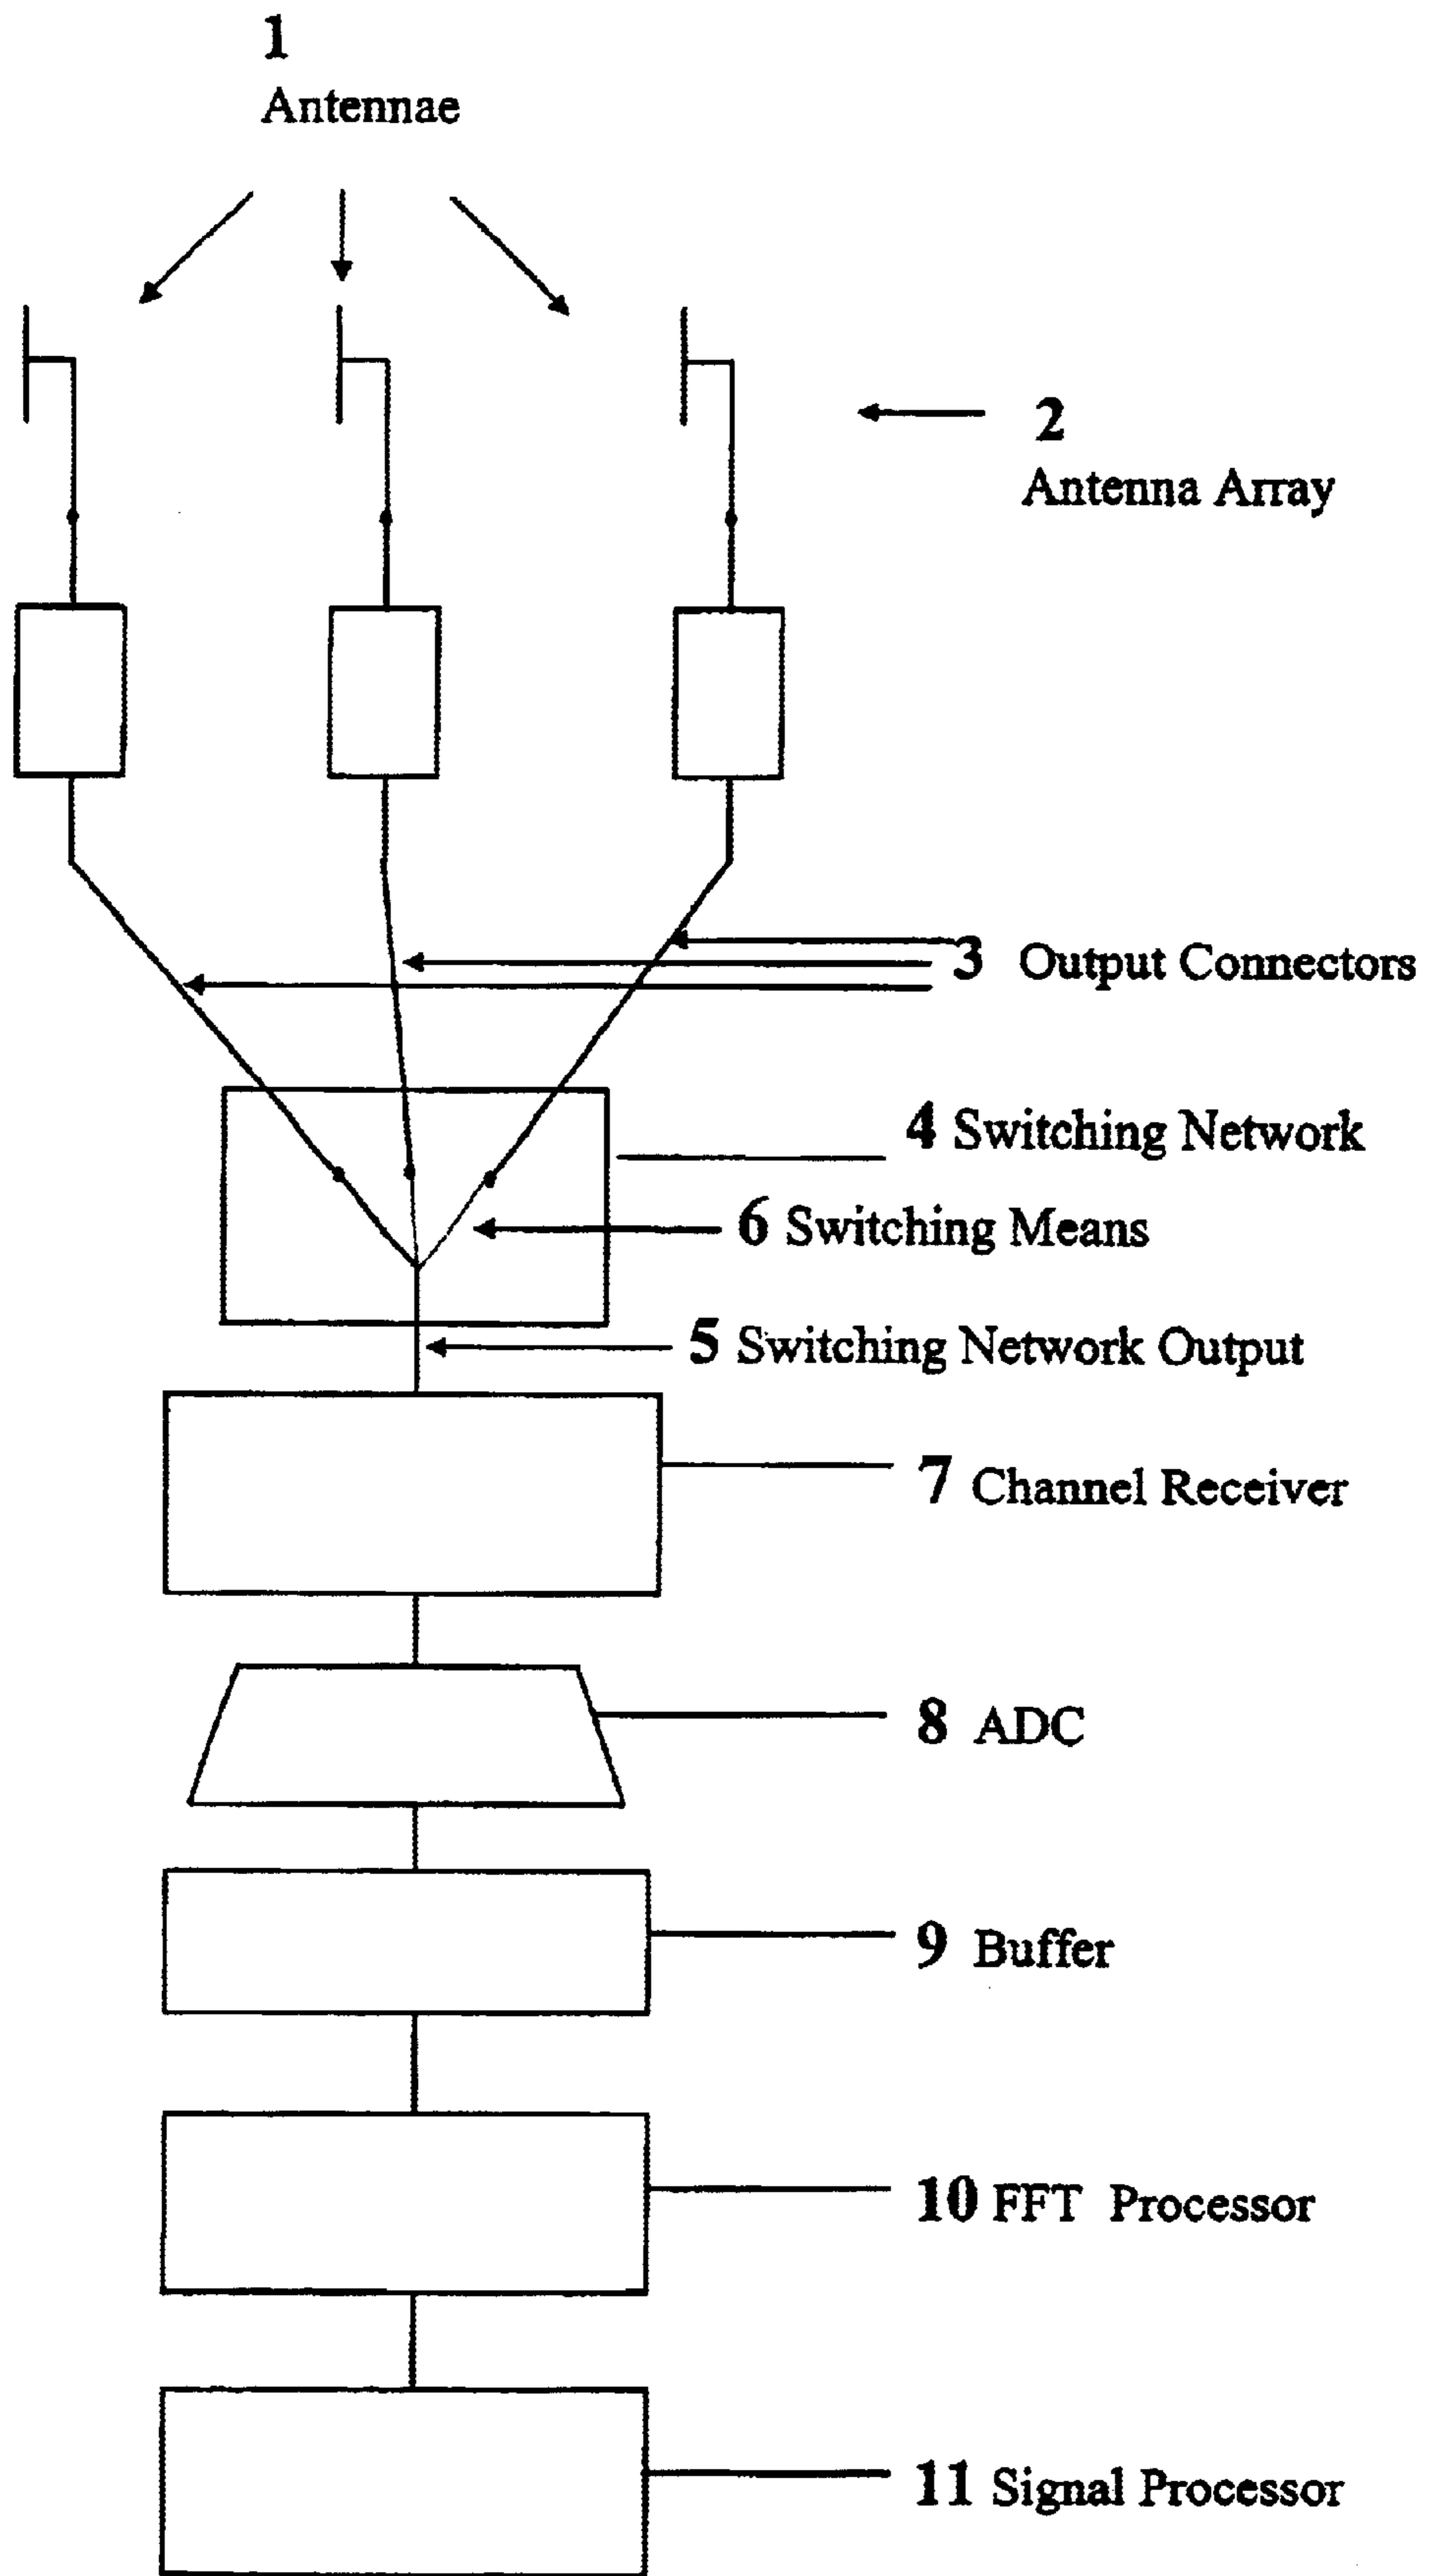 1
Antennae
2
Antenna Array
3 Output Connectors
4 Switching Network
6 Switching Means
5 Switching Network Output
7 Channel Receiver
8 ADC
9 Buffer
10 FFT Processor
11 Signal Processor